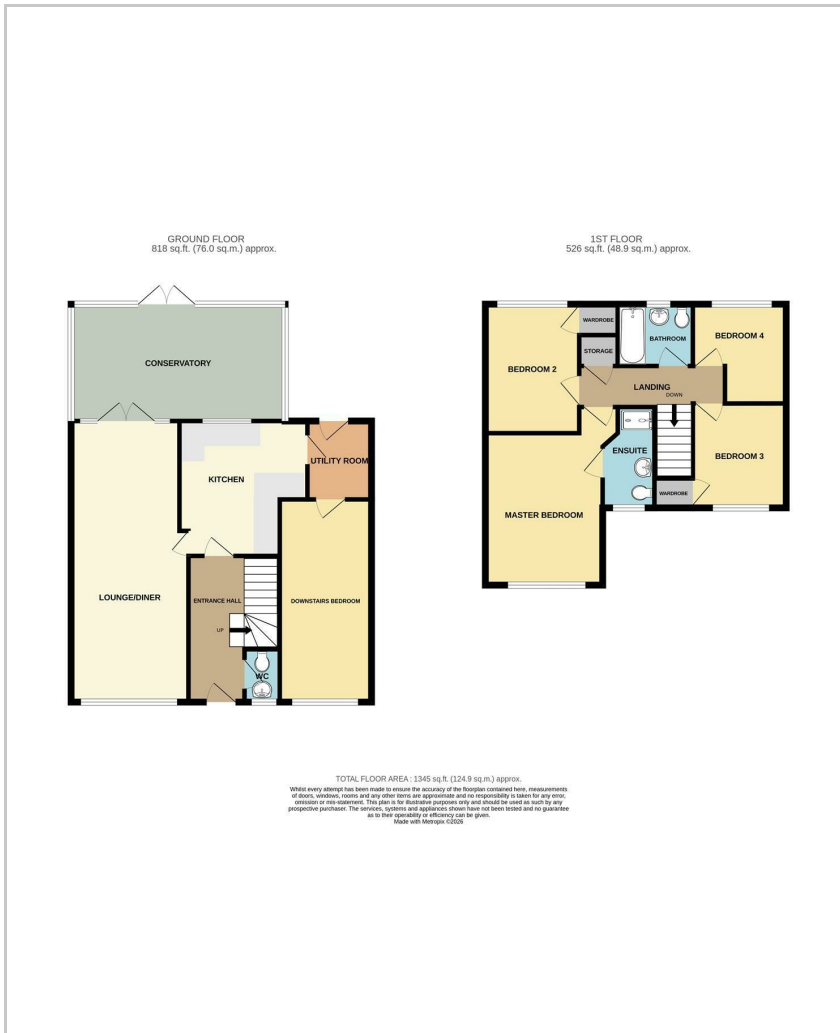 GROUND FLOOR
818 sq.ft. (76.0 sq.m.) approx.
CONSERVATORY
KITCHEN
UTILITY ROOM
LOUNGE/DINER
ENTRANCE HALL
DOWNSTAIRS BEDROOM
UP
WC
1ST FLOOR
526 sq.ft. (48.9 sq.m.) approx.
WARDROBE
BATHROOM
BEDROOM 4
STORAGE
BEDROOM 2
LANDING
DOWN
ENSUITE
BEDROOM 3
WARDROBE
MASTER BEDROOM
TOTAL FLOOR AREA : 1345 sq.ft. (124.9 sq.m.) approx.
Whilst every attempt has been made to ensure the accuracy of the floorplan contained here, measurements
of doors, windows, rooms and any other items are approximate and no responsibility is taken for any error,
omission or mis-statement. This plan is for illustrative purposes only and should be used as such by any
prospective purchaser. The services, systems and appliances shown have not been tested and no guarantee
as to their operability or efficiency can be given.
Made with Metropix ©2026